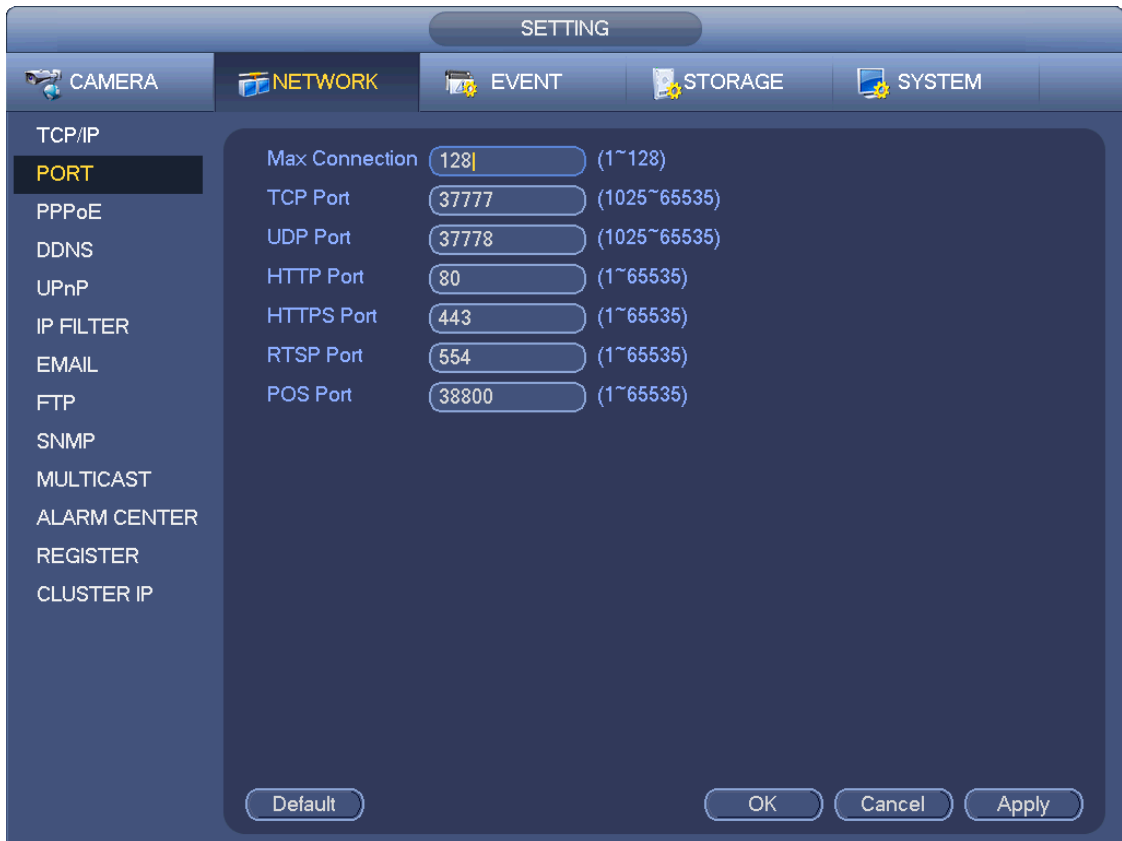 SETTING
CAMERA NETWORK EVENT STORAGE SYSTEM
TCP/IP
PORT
PPPoE
DDNS
UPnP
IP FILTER
EMAIL
FTP
SNMP
MULTICAST
ALARM CENTER
REGISTER
CLUSTER IP
Max Connection 128 (1~128)
TCP Port 37777 (1025~65535)
UDP Port 37778 (1025~65535)
HTTP Port 80 (1~65535)
HTTPS Port 443 (1~65535)
RTSP Port 554 (1~65535)
POS Port 38800 (1~65535)
Default OK Cancel Apply